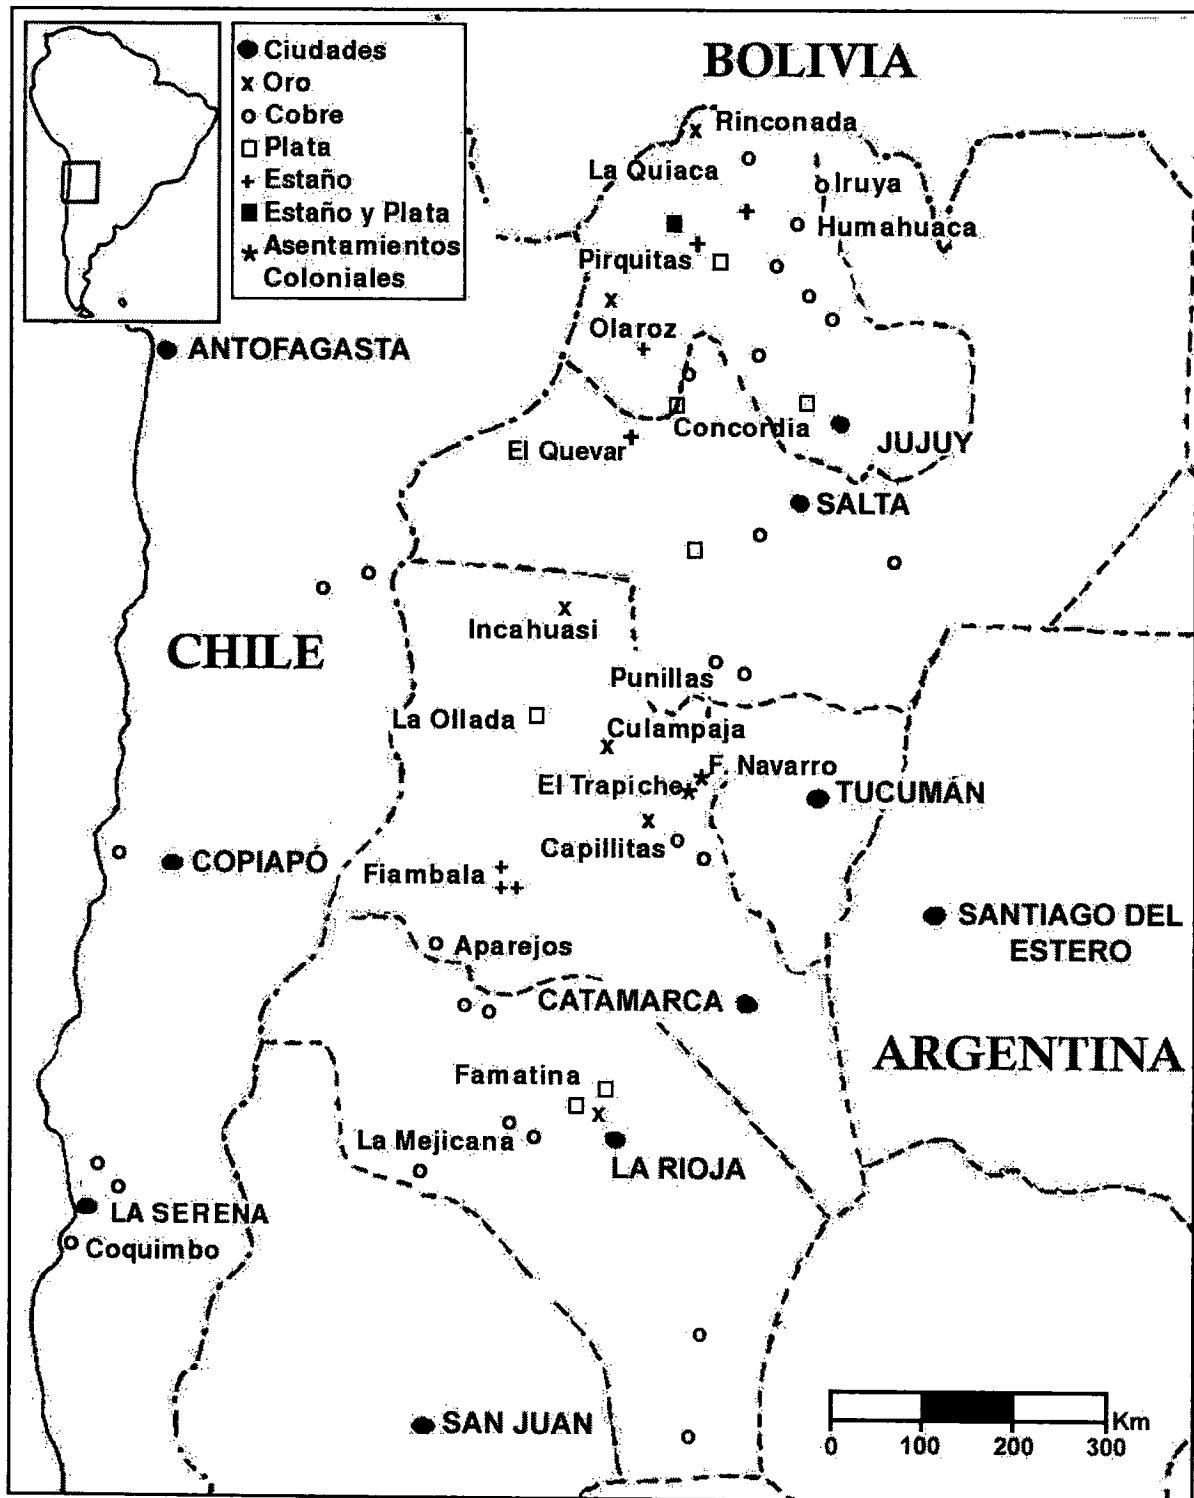 Ciudades
x Oro
o Cobre
Plata
+ Estaño
Estaño y Plata
* Asentamientos
Coloniales
BOLIVIA
Rinconada
La Quiaca
Iruya
Humahuaca
Pirquitas
Olaroz
ANTOFAGASTA
Concordia
JUJUY
El Quevar
SALTA
Incahuasi
CHILE
Punillas
La Ollada
Culampaja
F. Navarro
El Trapiche
TUCUMÁN
Capillitas
COPIAPÓ
Fiambala
SANTIAGO DEL
ESTERO
Aparejos
CATAMARCA
ARGENTINA
Famatina
La Mejicana
LA RIOJA
LA SERENA
Coquimbo
SAN JUAN
Km
0 100 200 300